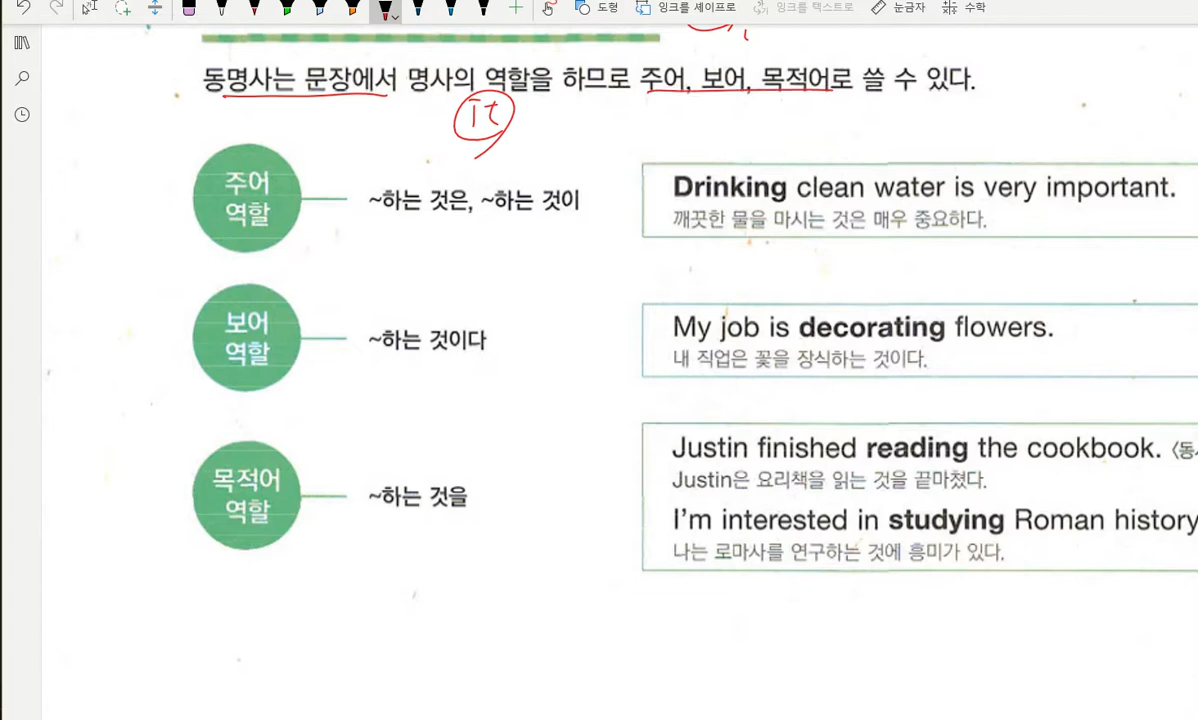 도형 잉크를 셰이프로 잉크를 텍스트로 눈금자 수학
동명사는 문장에서 명사의 역할을 하므로 주어, 보어, 목적어로 쓸 수 있다.
It
주어
역할
~하는 것은, ~하는 것이
Drinking clean water is very important.
깨끗한 물을 마시는 것은 매우 중요하다.
보어
역할
~하는 것이다
My job is decorating flowers.
내 직업은 꽃을 장식하는 것이다.
목적어
역할
~하는 것을
Justin finished reading the cookbook. 〈동
Justin은 요리책을 읽는 것을 끝마쳤다.
I'm interested in studying Roman history
나는 로마사를 연구하는 것에 흥미가 있다.